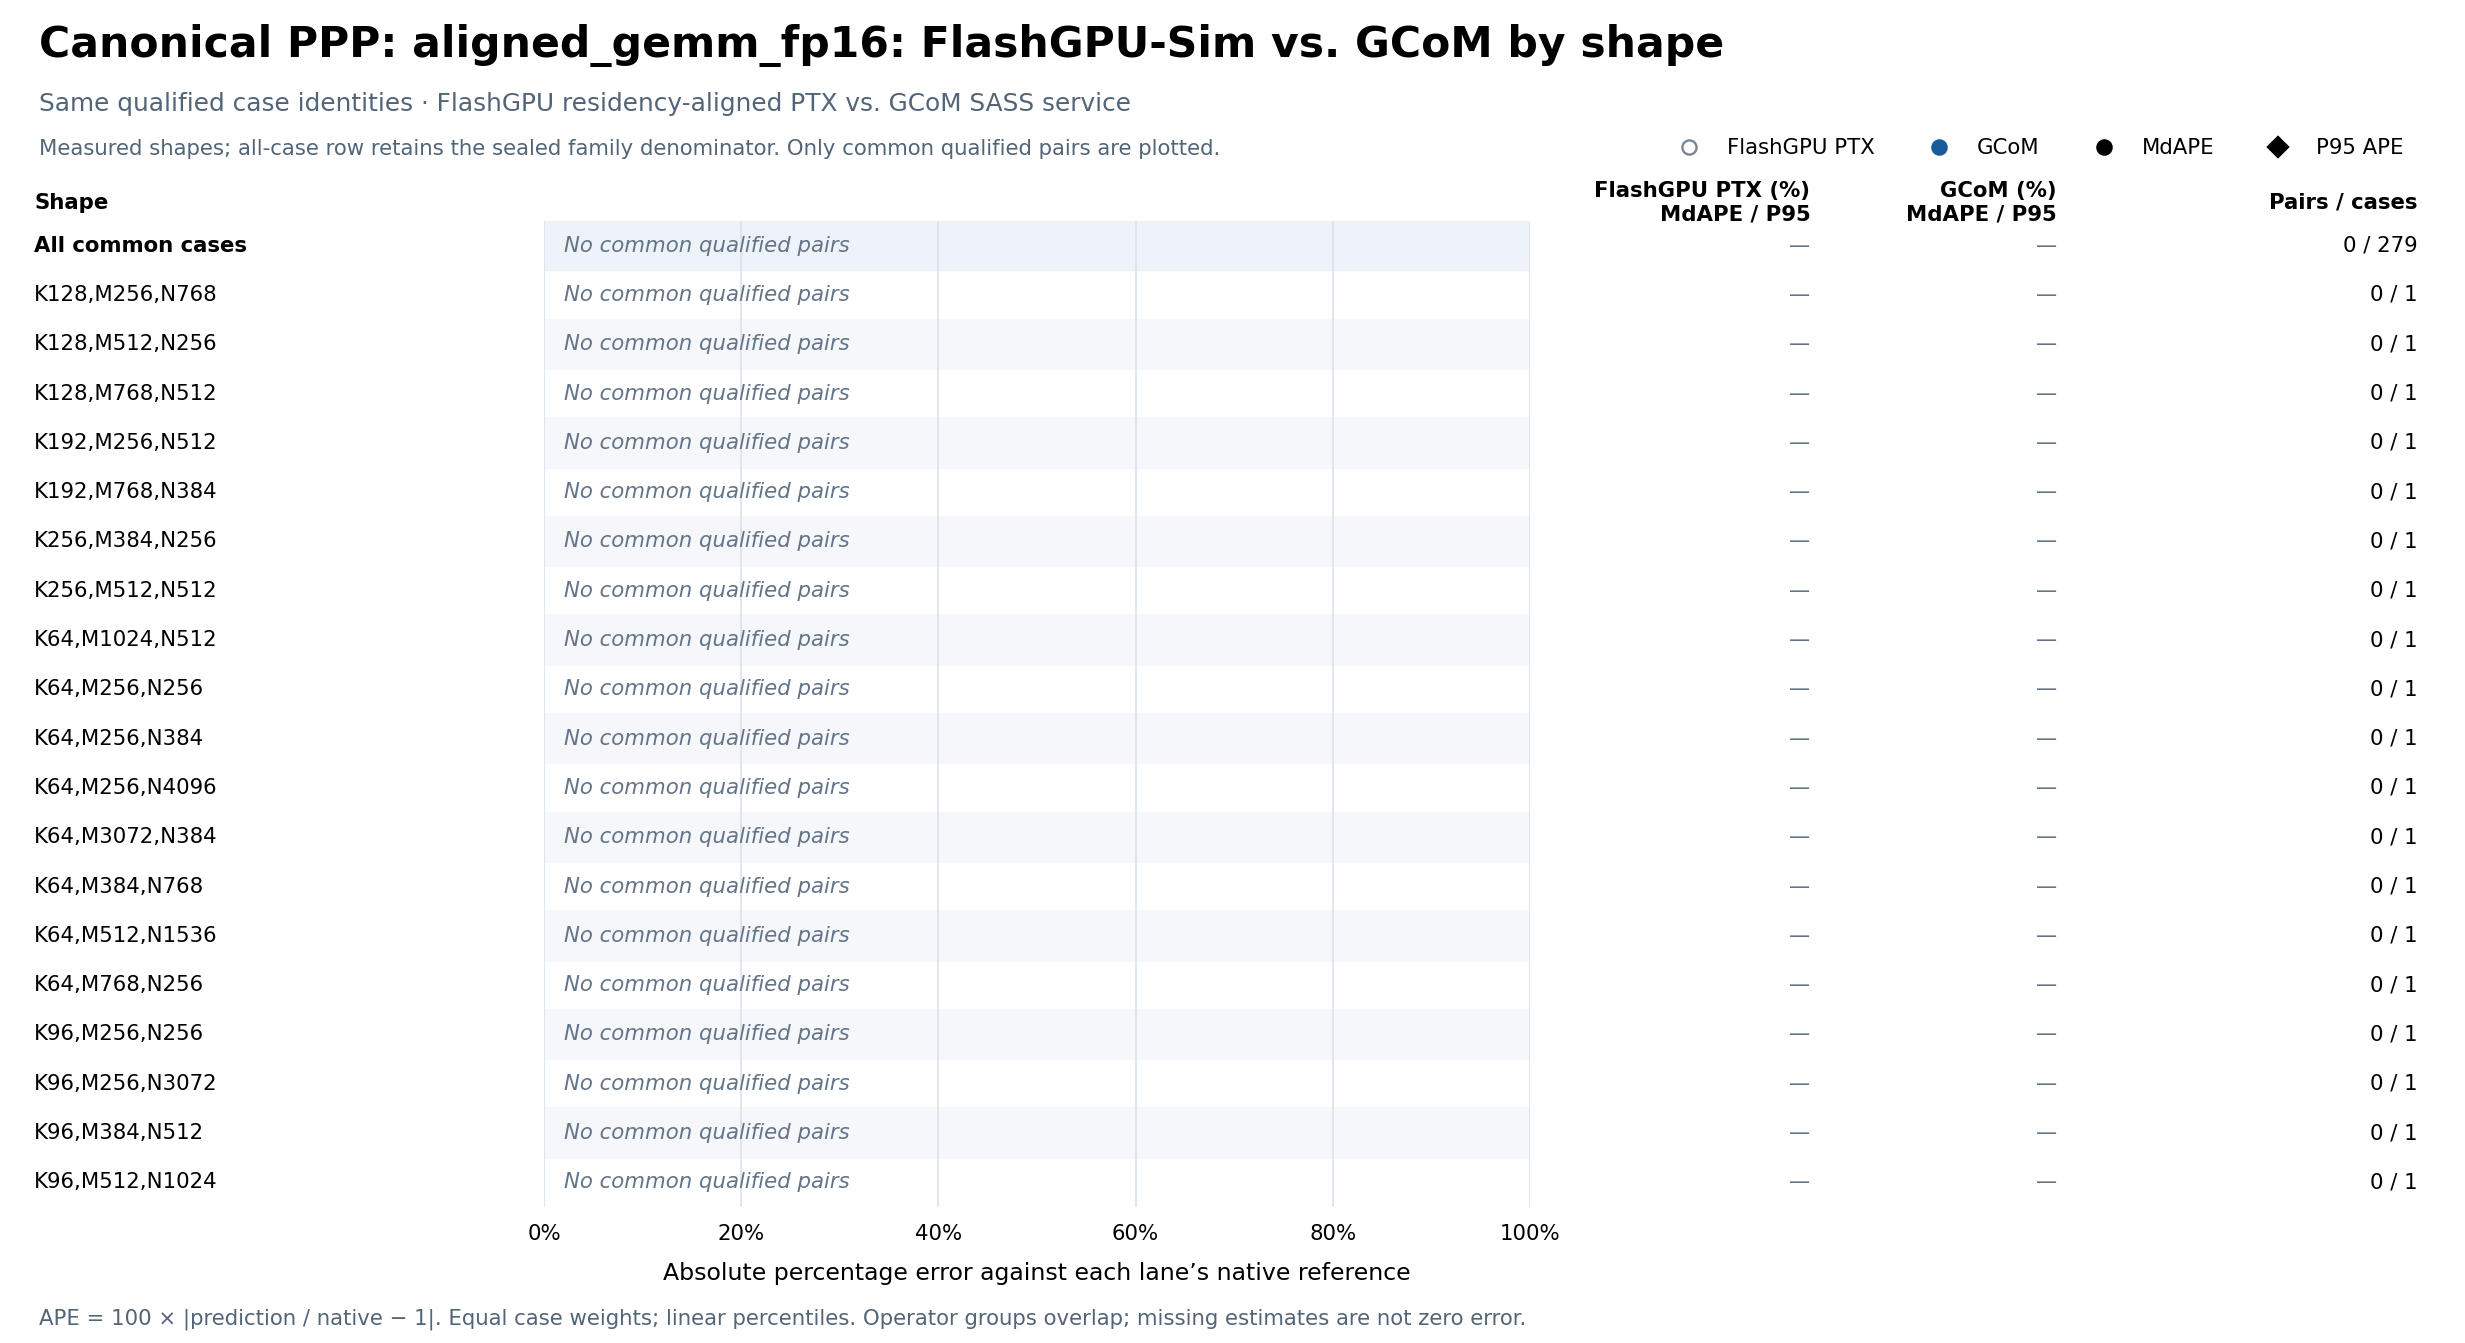 Canonical PPP: aligned_gemm_fp16: FlashGPU-Sim vs. GCoM by shape
Same qualified case identities · FlashGPU residency-aligned PTX vs. GCoM SASS service
Measured shapes; all-case row retains the sealed family denominator. Only common qualified pairs are plotted.
FlashGPU PTX GCoM MdAPE P95 APE
Shape FlashGPU PTX (%) MdAPE / P95 GCoM (%) MdAPE / P95 Pairs / cases
All common cases No common qualified pairs — — 0 / 279
K128,M256,N768 No common qualified pairs — — 0 / 1
K128,M512,N256 No common qualified pairs — — 0 / 1
K128,M768,N512 No common qualified pairs — — 0 / 1
K192,M256,N512 No common qualified pairs — — 0 / 1
K192,M768,N384 No common qualified pairs — — 0 / 1
K256,M384,N256 No common qualified pairs — — 0 / 1
K256,M512,N512 No common qualified pairs — — 0 / 1
K64,M1024,N512 No common qualified pairs — — 0 / 1
K64,M256,N256 No common qualified pairs — — 0 / 1
K64,M256,N384 No common qualified pairs — — 0 / 1
K64,M256,N4096 No common qualified pairs — — 0 / 1
K64,M3072,N384 No common qualified pairs — — 0 / 1
K64,M384,N768 No common qualified pairs — — 0 / 1
K64,M512,N1536 No common qualified pairs — — 0 / 1
K64,M768,N256 No common qualified pairs — — 0 / 1
K96,M256,N256 No common qualified pairs — — 0 / 1
K96,M256,N3072 No common qualified pairs — — 0 / 1
K96,M384,N512 No common qualified pairs — — 0 / 1
K96,M512,N1024 No common qualified pairs — — 0 / 1
0% 20% 40% 60% 80% 100%
Absolute percentage error against each lane’s native reference
APE = 100 × |prediction / native − 1|. Equal case weights; linear percentiles. Operator groups overlap; missing estimates are not zero error.